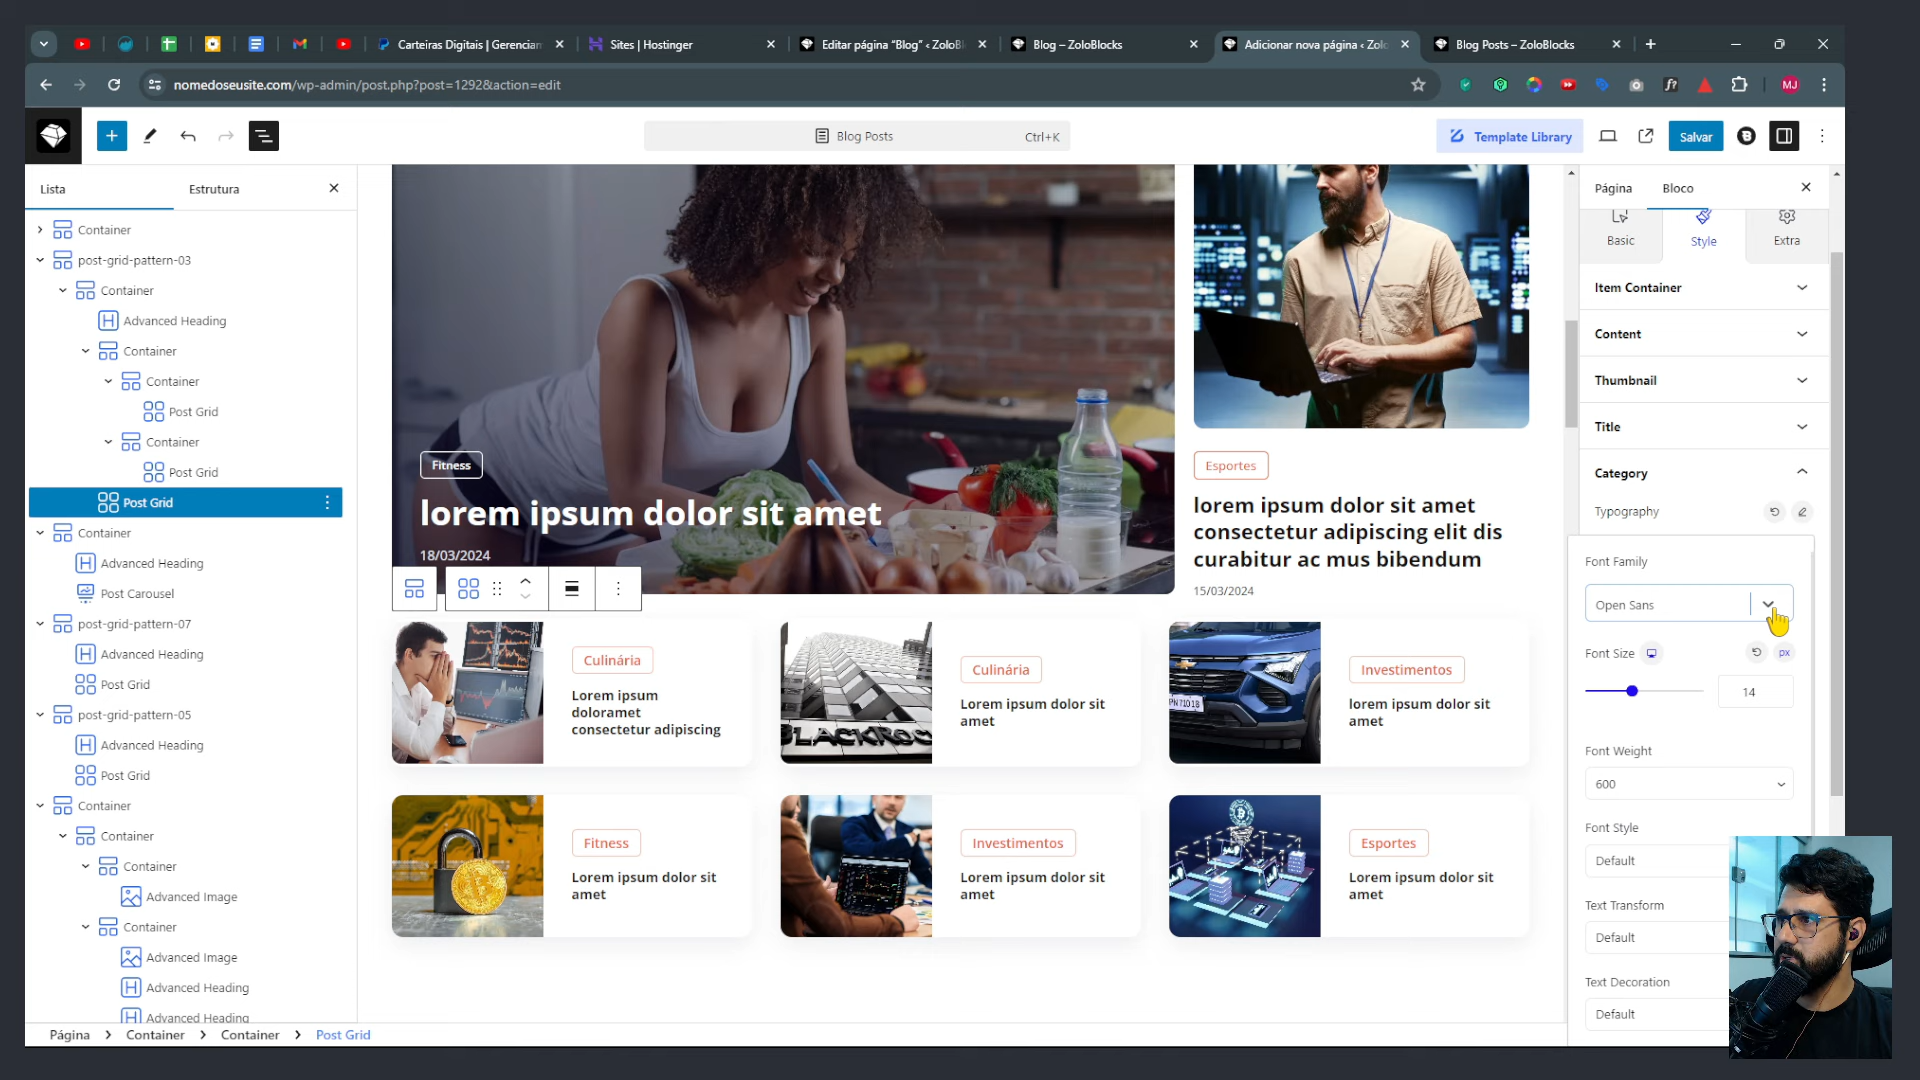 Carteiras Digitais | Gerencian
Sites | Hostinger
Editar página “Blog” ‹ ZoloBl
Blog – ZoloBlocks
Adicionar nova página ‹ Zolo
Blog Posts – ZoloBlocks
nomedoseusite.com/wp-admin/post.php?post=1292&action=edit
f?
MJ
Blog Posts
Ctrl+K
Template Library
Salvar
Lista
Estrutura
Container
post-grid-pattern-03
Container
Advanced Heading
Container
Container
Post Grid
Container
Post Grid
Post Grid
Container
Advanced Heading
Post Carousel
post-grid-pattern-07
Advanced Heading
Post Grid
post-grid-pattern-05
Advanced Heading
Post Grid
Container
Container
Container
Advanced Image
Container
Advanced Image
Advanced Heading
Advanced Heading
Fitness
lorem ipsum dolor sit amet
18/03/2024
Esportes
lorem ipsum dolor sit amet
consectetur adipiscing elit dis
curabitur ac mus bibendum
15/03/2024
Culinária
Lorem ipsum
doloramet
consectetur adipiscing
BLACKROC
Culinária
Lorem ipsum dolor sit
amet
Investimentos
lorem ipsum dolor sit
amet
Fitness
Lorem ipsum dolor sit
amet
Investimentos
Lorem ipsum dolor sit
amet
Esportes
Lorem ipsum dolor sit
amet
Página
Bloco
Basic
Style
Extra
Item Container
Content
Thumbnail
Title
Category
Typography
Font Family
Open Sans
Font Size
px
14
Font Weight
600
Font Style
Default
Text Transform
Default
Text Decoration
Default
Página
Container
Container
Post Grid